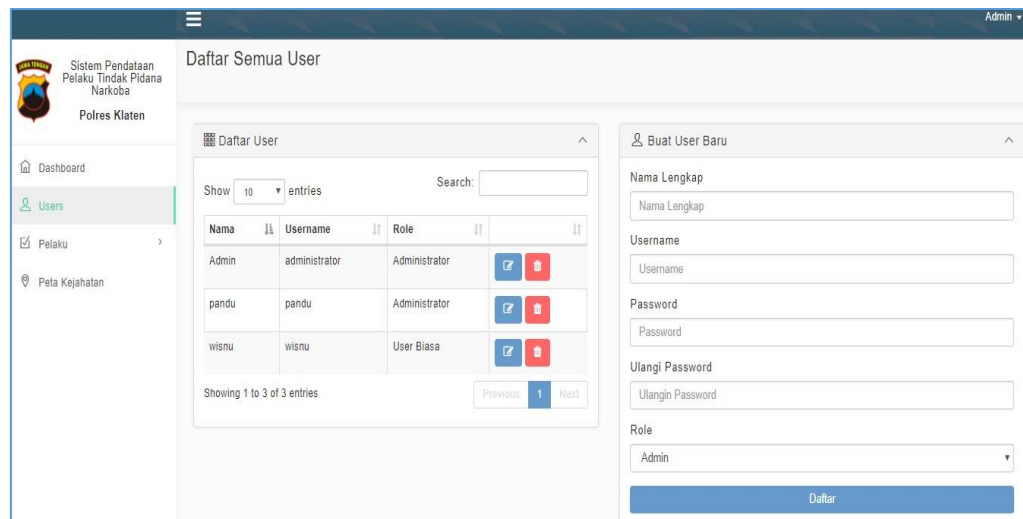 Admin
JAWA TENGAH
Sistem Pendataan
Pelaku Tindak Pidana
Narkoba
Polres Klaten
Dashboard
Users
Pelaku
Peta Kejahatan
Daftar Semua User
Daftar User
Show 10 entries Search:
Nama Username Role
Admin administrator Administrator
pandu pandu Administrator
wisnu wisnu User Biasa
Showing 1 to 3 of 3 entries Previous 1 Next
Buat User Baru
Nama Lengkap
Nama Lengkap
Username
Username
Password
Password
Ulangi Password
Ulangin Password
Role
Admin
Daftar